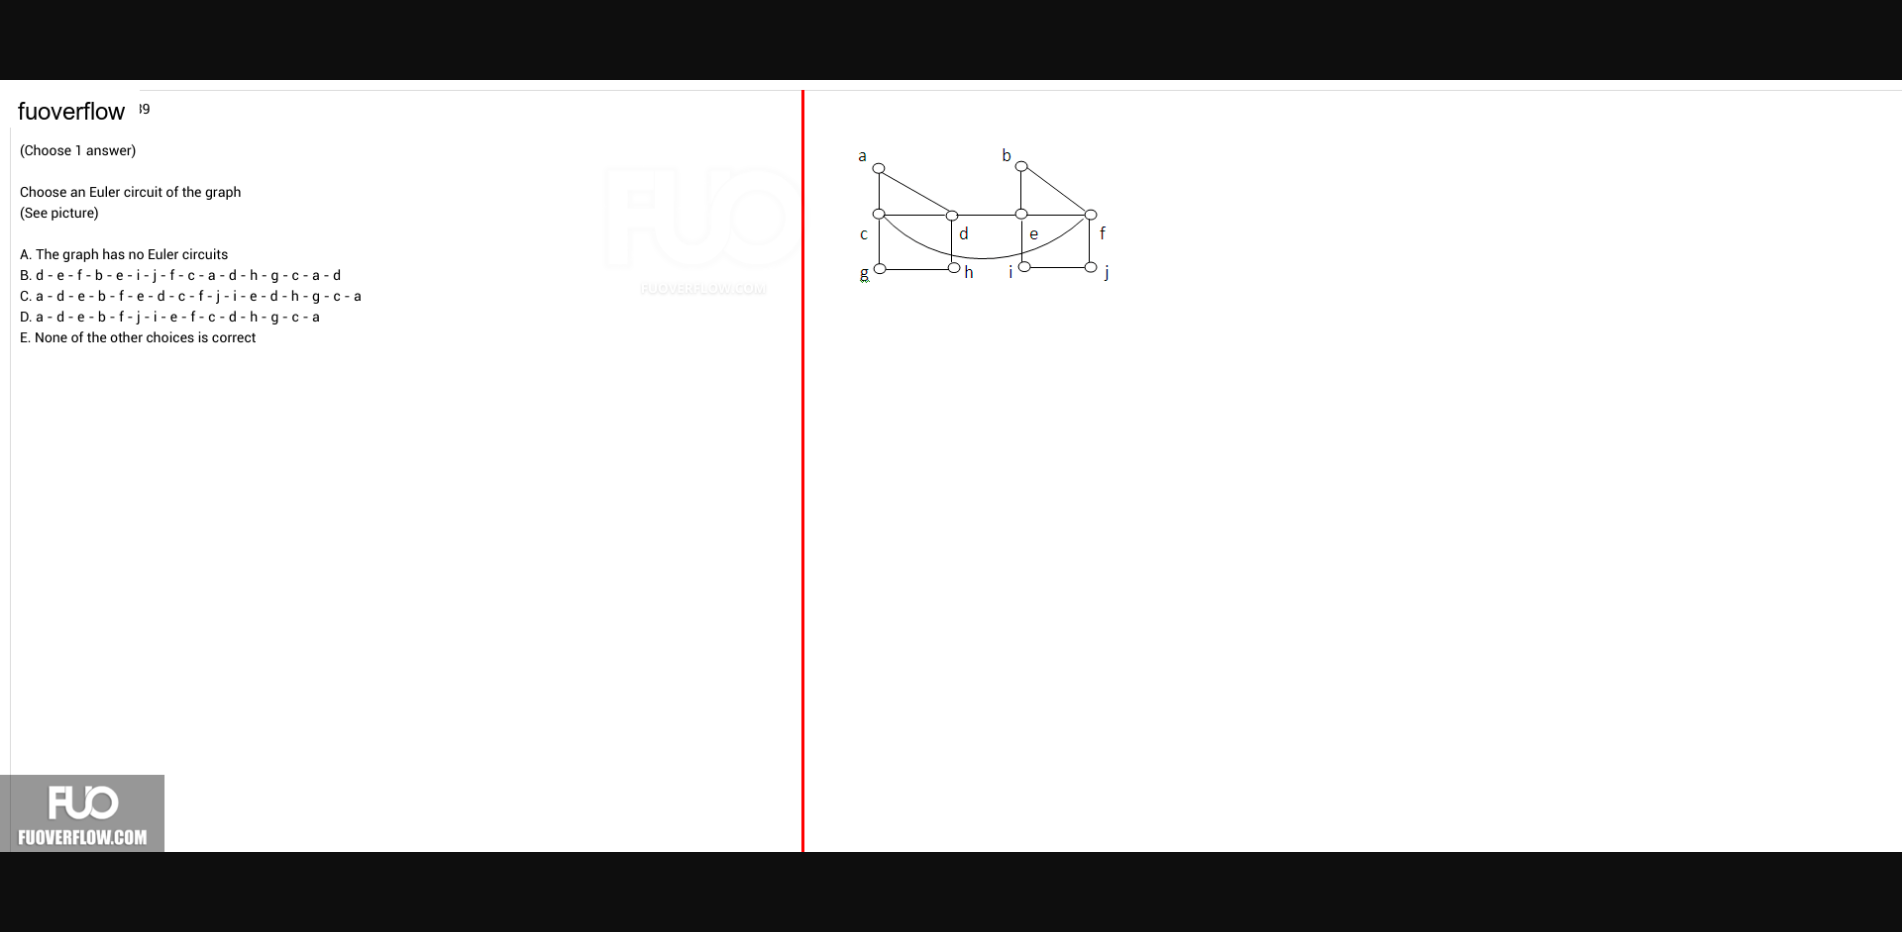 fuoverflow
39
(Choose 1 answer)
Choose an Euler circuit of the graph
(See picture)
A. The graph has no Euler circuits
B. d - e - f - b - e - i - j - f - c - a - d - h - g - c - a - d
C. a - d - e - b - f - e - d - c - f - j - i - e - d - h - g - c - a
D. a - d - e - b - f - j - i - e - f - c - d - h - g - c - a
E. None of the other choices is correct
FUO
FUOVERFLOW.COM
a
b
c
d
e
f
g
h
i
j
FUO
FUOVERFLOW.COM